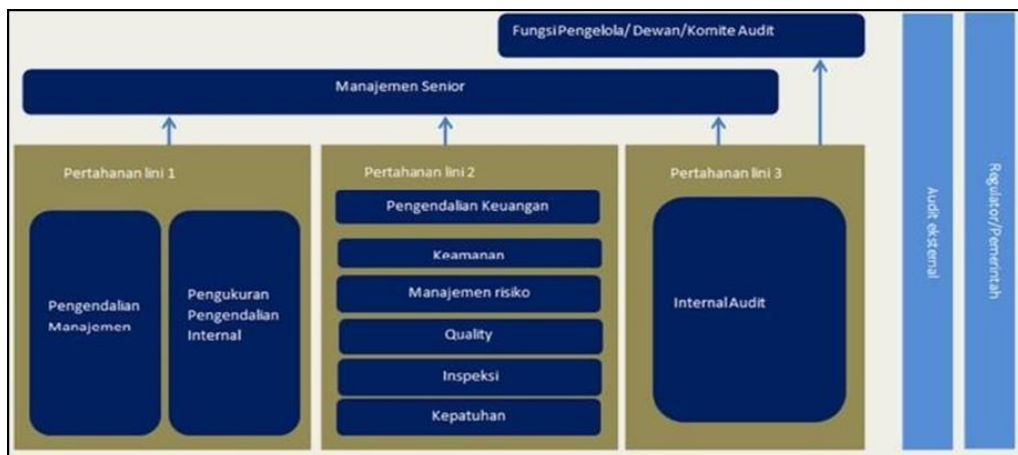 Fungsi Pengelola/ Dewan/Komite Audit
Manajemen Senior
Pertahanan lini 1
Pengendalian
Manajemen
Pengukuran
Pengendalian
Internal
Pertahanan lini 2
Pengendalian Keuangan
Keamanan
Manajemen risiko
Quality
Inspeksi
Kepatuhan
Pertahanan lini 3
Internal Audit
Audit eksternal
Regulator/Pemerintah